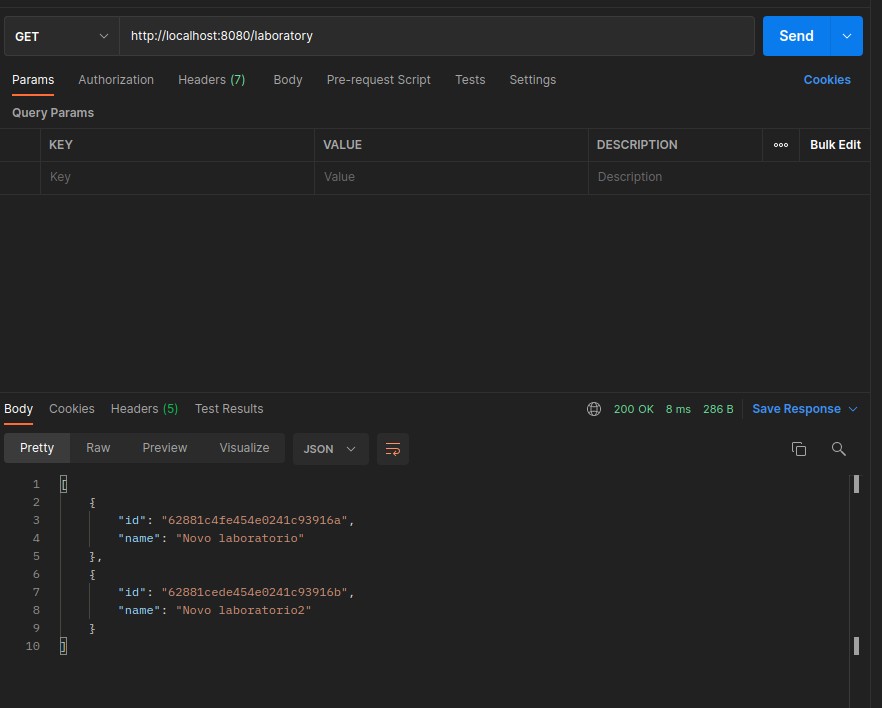 GET http://localhost:8080/laboratory Send
Params Authorization Headers (7) Body Pre-request Script Tests Settings Cookies
Query Params
KEY VALUE DESCRIPTION ooo Bulk Edit
Key Value Description
Body Cookies Headers (5) Test Results 200 OK 8 ms 286 B Save Response
Pretty Raw Preview Visualize JSON
1 [
2 {
3 "id": "62881c4fe454e0241c93916a",
4 "name": "Novo laboratorio"
5 },
6 {
7 "id": "62881cede454e0241c93916b",
8 "name": "Novo laboratorio2"
9 }
10 ]